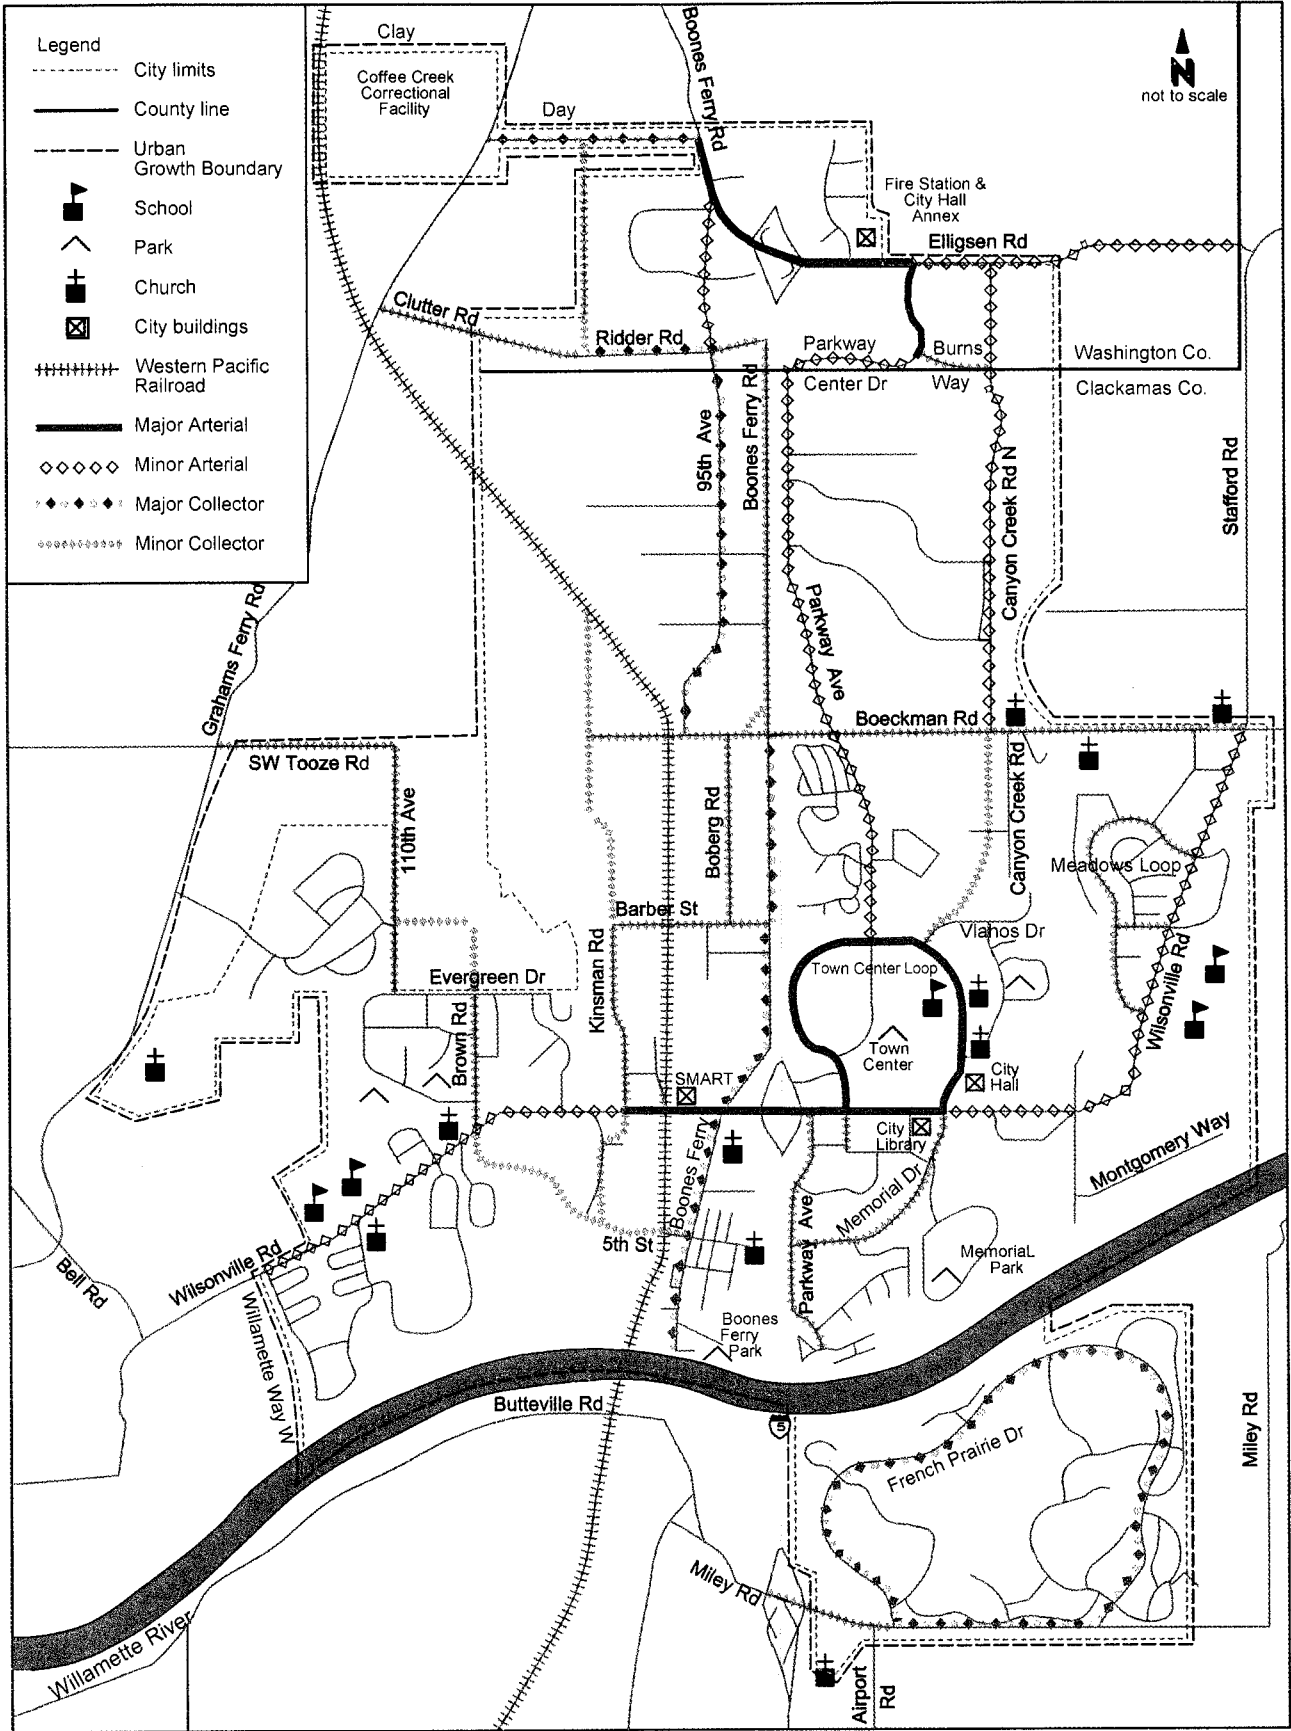 Legend
City limits
County line
Urban
Growth Boundary
School
Park
Church
City buildings
Western Pacific
Railroad
Major Arterial
Minor Arterial
Major Collector
Minor Collector
Clay
Coffee Creek
Correctional
Facility
Day
Boones Ferry Rd
N
not to scale
Fire Station &
City Hall
Annex
Elligsen Rd
Clutter Rd
Ridder Rd
Parkway
Center Dr
Burns
Way
Washington Co.
Clackamas Co.
95th Ave
Boones Ferry Rd
Canyon Creek Rd N
Stafford Rd
Parkway Ave
Grahams Ferry Rd
Boeckman Rd
SW Tooze Rd
110th Ave
Boberg Rd
Canyon Creek Rd
Meadows Loop
Barber St
Vlahos Dr
Kinsman Rd
Town Center Loop
Evergreen Dr
Wilsonville Rd
Brown Rd
Town
Center
SMART
City
Hall
City
Library
Boones Ferry
Montgomery Way
Memorial Dr
5th St
Parkway Ave
MemoriaL
Park
Wilsonville Rd
Bell Rd
Willamette Way W
Boones
Ferry
Park
Butteville Rd
5
French Prairie Dr
Miley Rd
Miley Rd
Willamette River
Airport
Rd